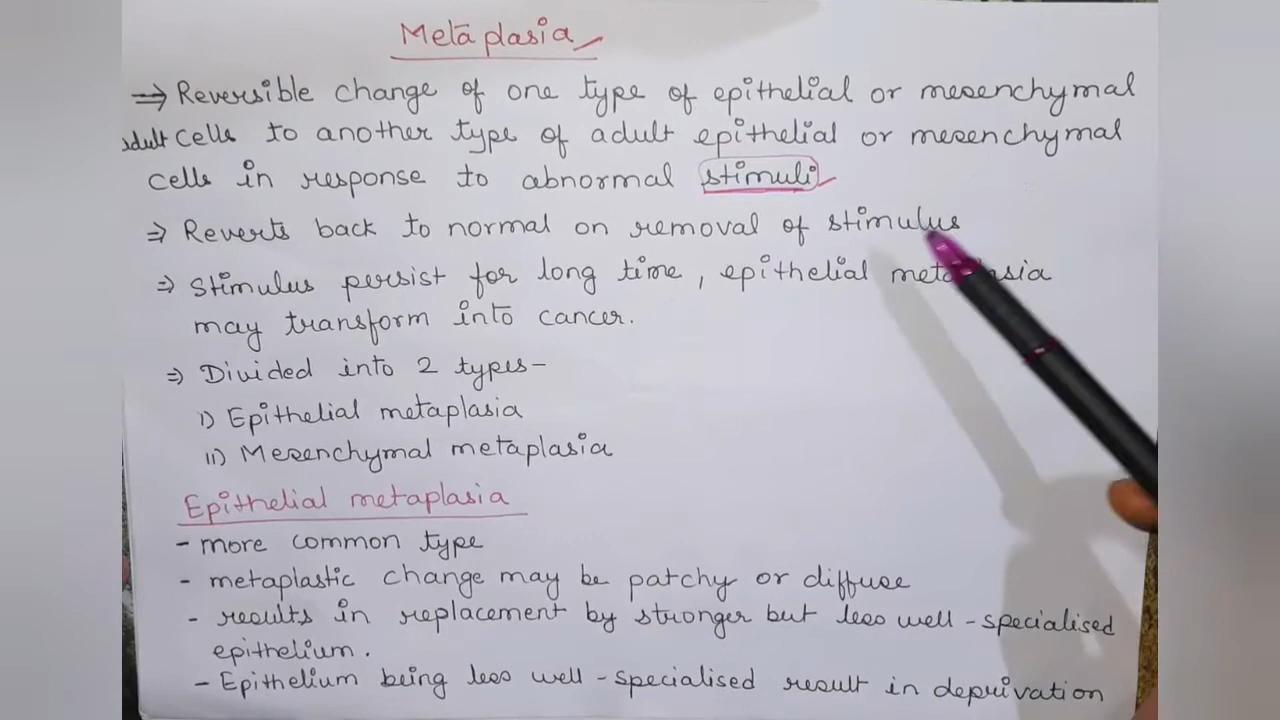 Metaplasia
⇒ Reversible change of one type of epithelial or mesenchymal
adult cells to another type of adult epithelial or mesenchymal
cells in response to abnormal stimuli
⇒ Reverts back to normal on removal of stimulus
⇒ Stimulus persist for long time, epithelial metaplasia
may transform into cancer.
⇒ Divided into 2 types-
i) Epithelial metaplasia
ii) Mesenchymal metaplasia
Epithelial metaplasia
- more common type
- metaplastic change may be patchy or diffuse
- results in replacement by stronger but less well-specialised
epithelium.
- Epithelium being less well-specialised result in deprivation